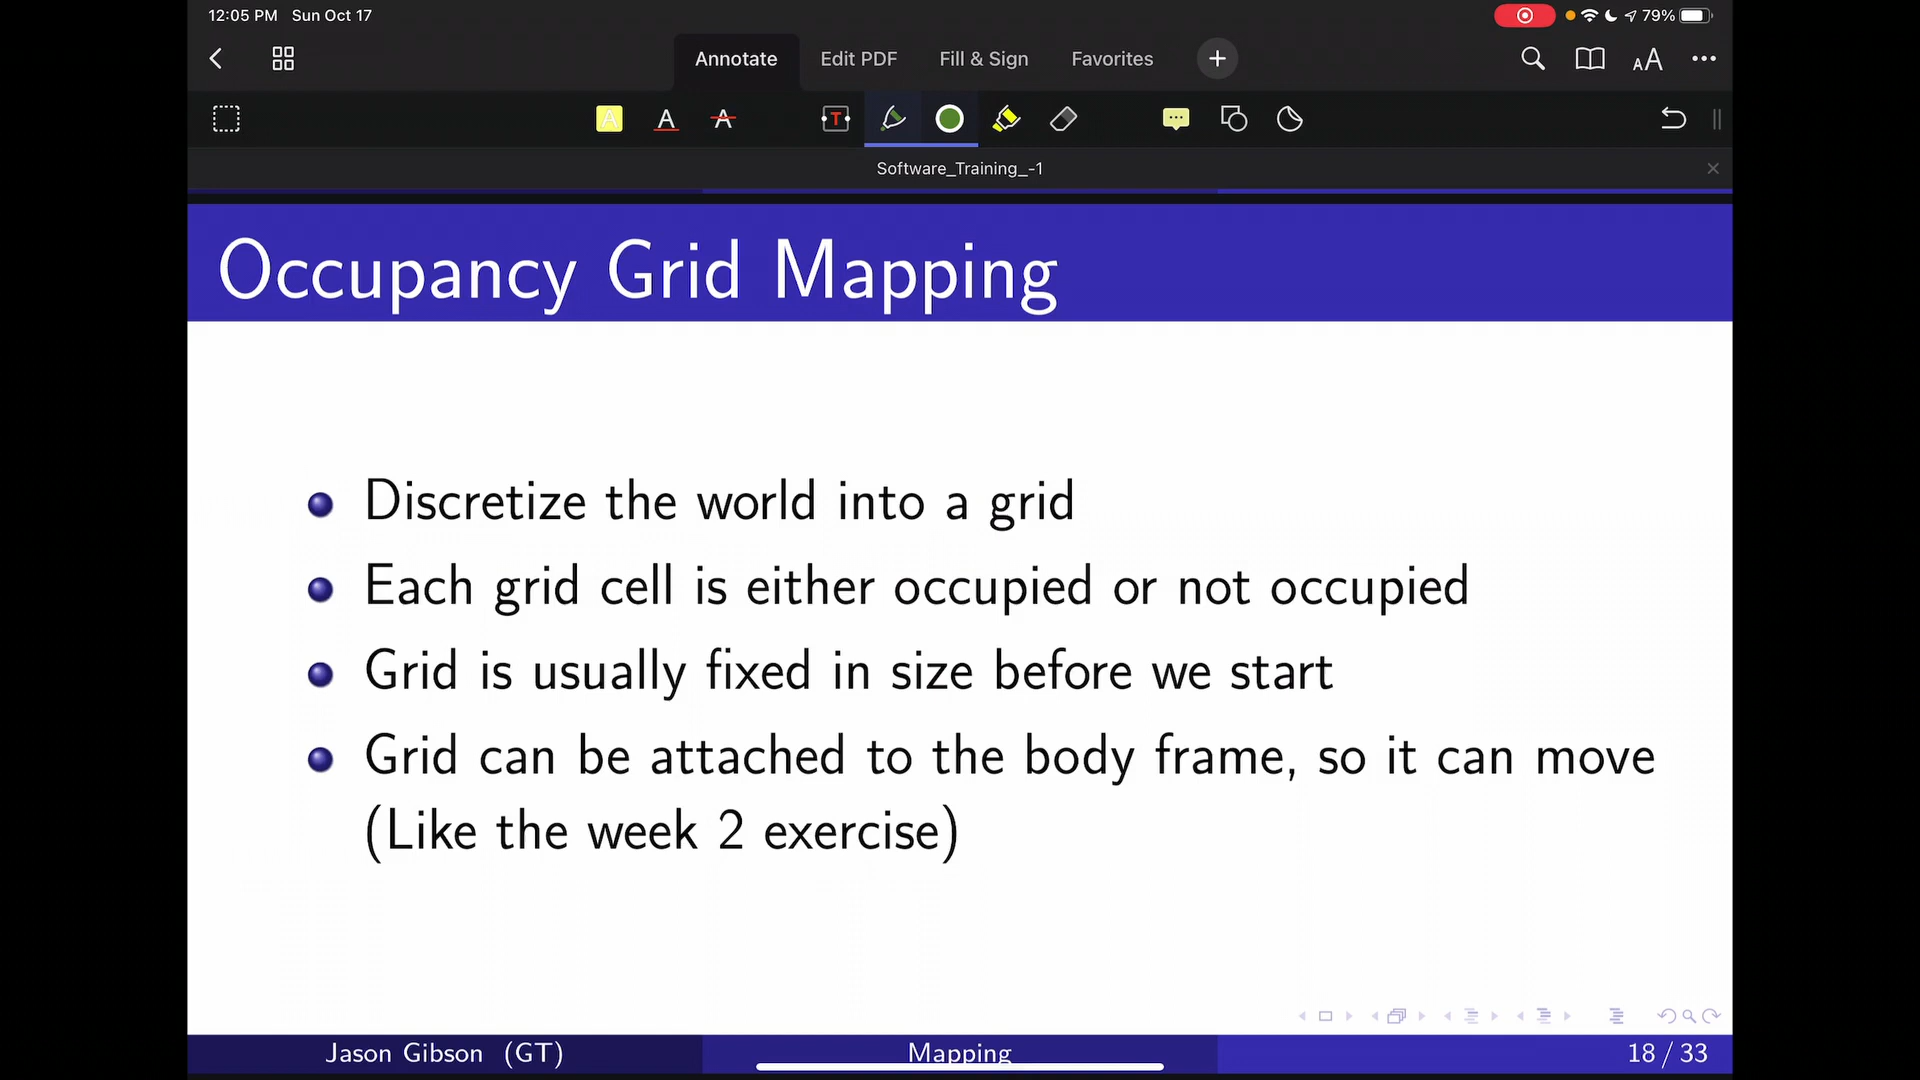 12:05 PM Sun Oct 17
79%
Annotate Edit PDF Fill & Sign Favorites
AA
A A A T
Software_Training_-1
Occupancy Grid Mapping
Discretize the world into a grid
Each grid cell is either occupied or not occupied
Grid is usually fixed in size before we start
Grid can be attached to the body frame, so it can move
(Like the week 2 exercise)
Jason Gibson (GT) Mapping 18 / 33